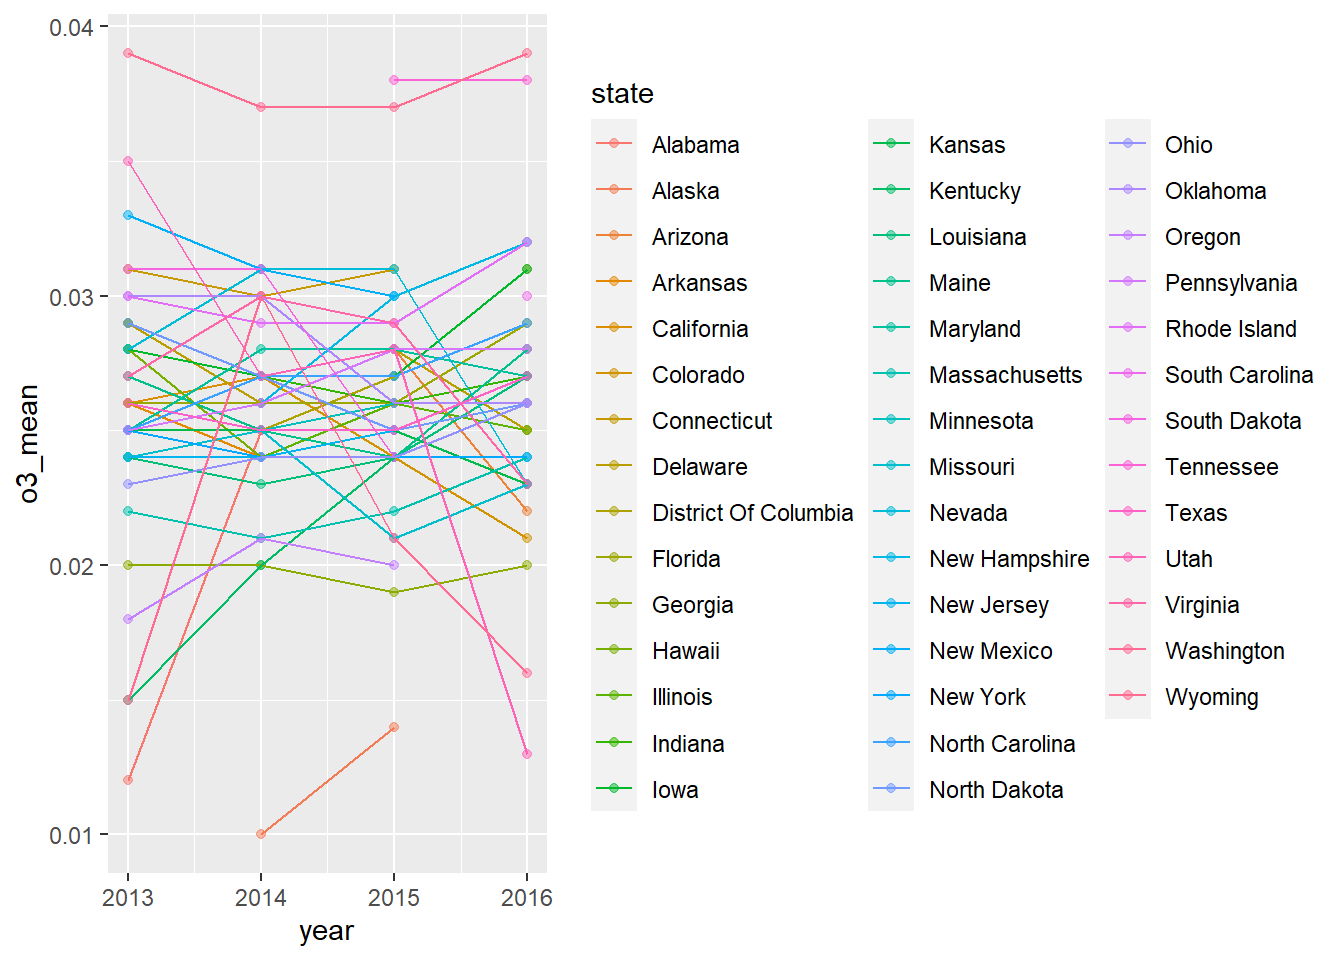 0.04
0.03
0.02
0.01
o3_mean
2013 2014 2015 2016
year
state
Alabama
Alaska
Arizona
Arkansas
California
Colorado
Connecticut
Delaware
District Of Columbia
Florida
Georgia
Hawaii
Illinois
Indiana
Iowa
Kansas
Kentucky
Louisiana
Maine
Maryland
Massachusetts
Minnesota
Missouri
Nevada
New Hampshire
New Jersey
New Mexico
New York
North Carolina
North Dakota
Ohio
Oklahoma
Oregon
Pennsylvania
Rhode Island
South Carolina
South Dakota
Tennessee
Texas
Utah
Virginia
Washington
Wyoming